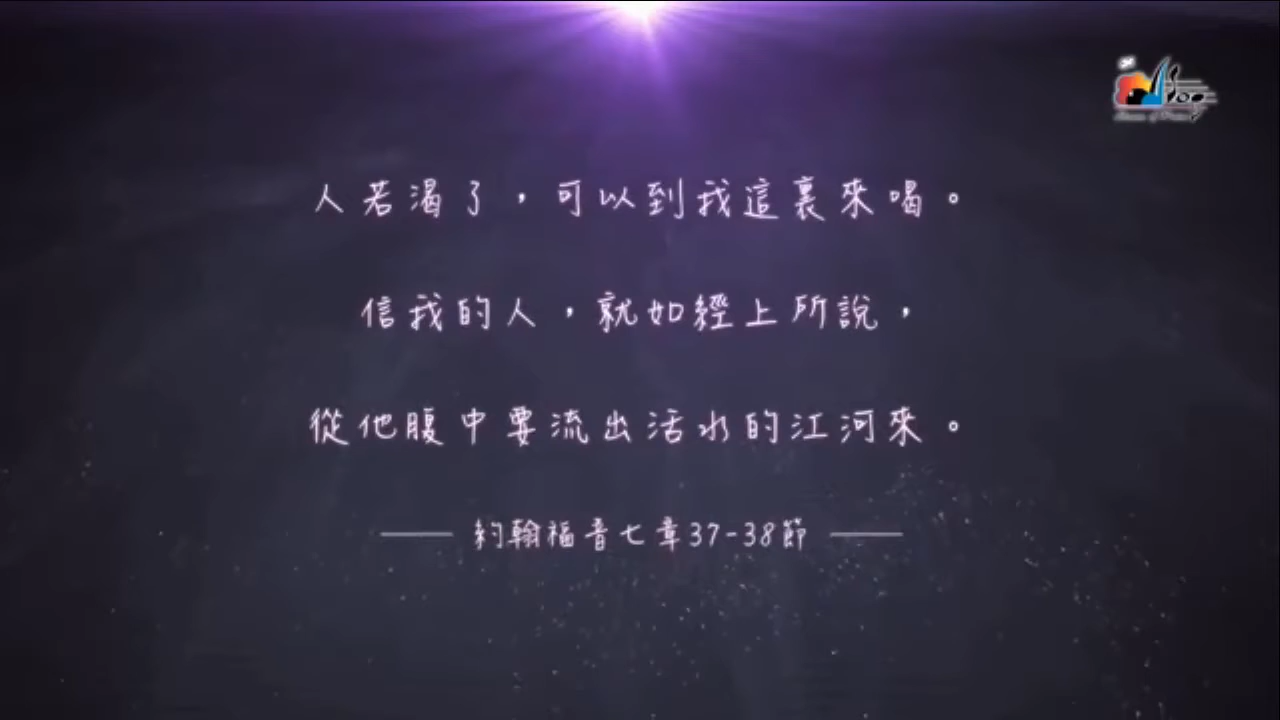 人若渴了，可以到我這裏來喝。
信我的人，就如經上所說，
從他腹中要流出活水的江河來。
約翰福音七章37-38節